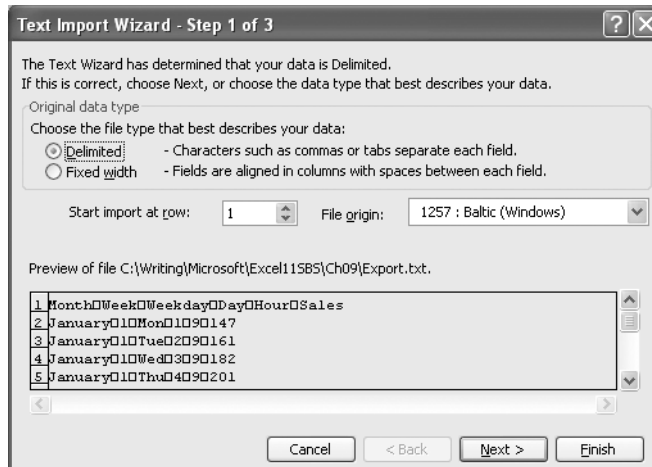 Text Import Wizard - Step 1 of 3
The Text Wizard has determined that your data is Delimited.
If this is correct, choose Next, or choose the data type that best describes your data.
Original data type
Choose the file type that best describes your data:
Delimited - Characters such as commas or tabs separate each field.
Fixed width - Fields are aligned in columns with spaces between each field.
Start import at row: 1 File origin: 1257 : Baltic (Windows)
Preview of file C:\Writing\Microsoft\Excel11SBS\Ch09\Export.txt.
1 Month□Week□Weekday□Day□Hour□Sales
2 January□1□Mon□1□9□147
3 January□1□Tue□2□9□161
4 January□1□Wed□3□9□182
5 January□1□Thu□4□9□201
Cancel < Back Next > Finish